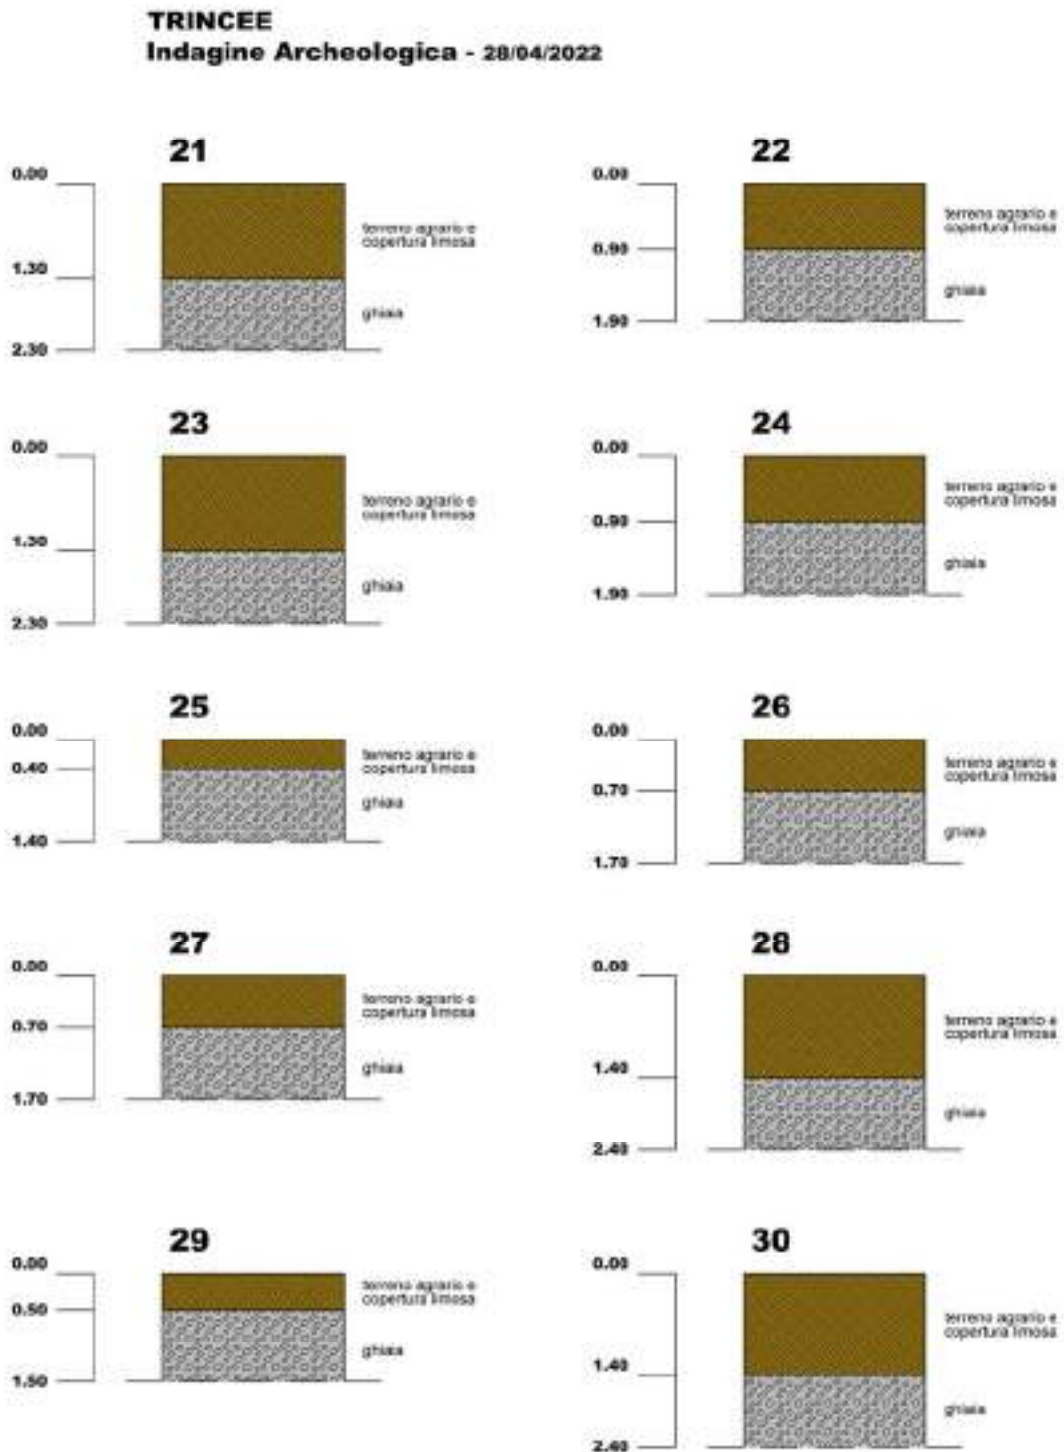 TRINCEE
Indagine Archeologica - 28/04/2022
21
0.00
terreno agrario e
copertura limosa
1.30
ghiaia
2.30
22
0.00
terreno agrario e
copertura limosa
0.90
ghiaia
1.90
23
0.00
terreno agrario e
copertura limosa
1.30
ghiaia
2.30
24
0.00
terreno agrario e
copertura limosa
0.90
ghiaia
1.90
25
0.00
terreno agrario e
copertura limosa
0.40
ghiaia
1.40
26
0.00
terreno agrario e
copertura limosa
0.70
ghiaia
1.70
27
0.00
terreno agrario e
copertura limosa
0.70
ghiaia
1.70
28
0.00
terreno agrario e
copertura limosa
1.40
ghiaia
2.40
29
0.00
terreno agrario e
copertura limosa
0.50
ghiaia
1.50
30
0.00
terreno agrario e
copertura limosa
1.40
ghiaia
2.40